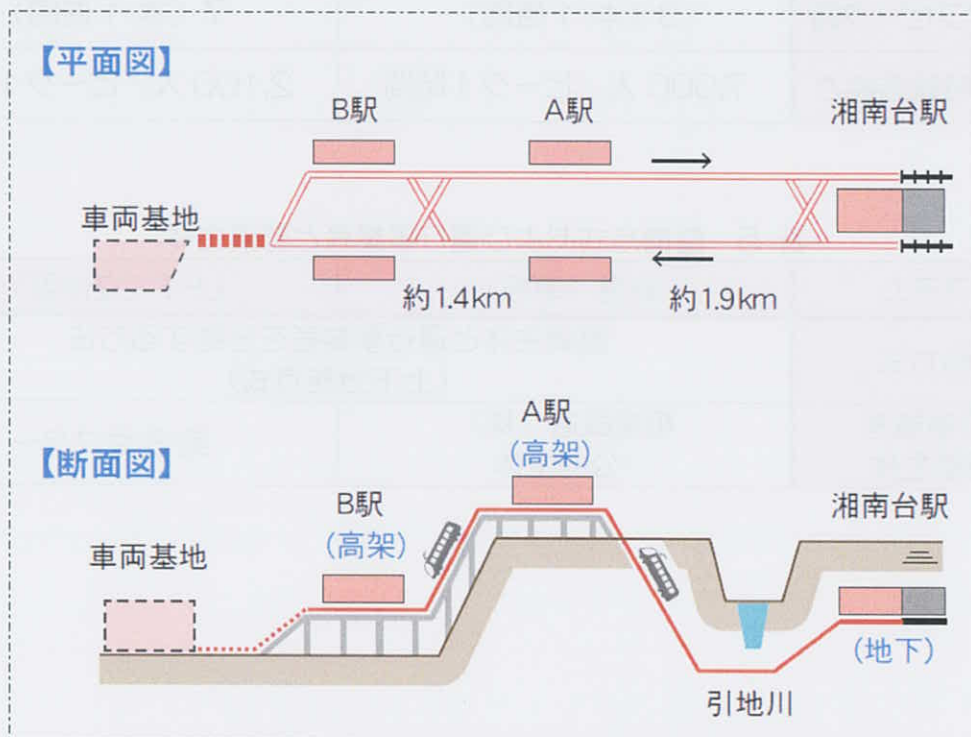 【平面図】
B駅
A駅
湘南台駅
車両基地
約1.4km
約1.9km
【断面図】
A駅
(高架)
B駅
(高架)
湘南台駅
車両基地
(地下)
引地川